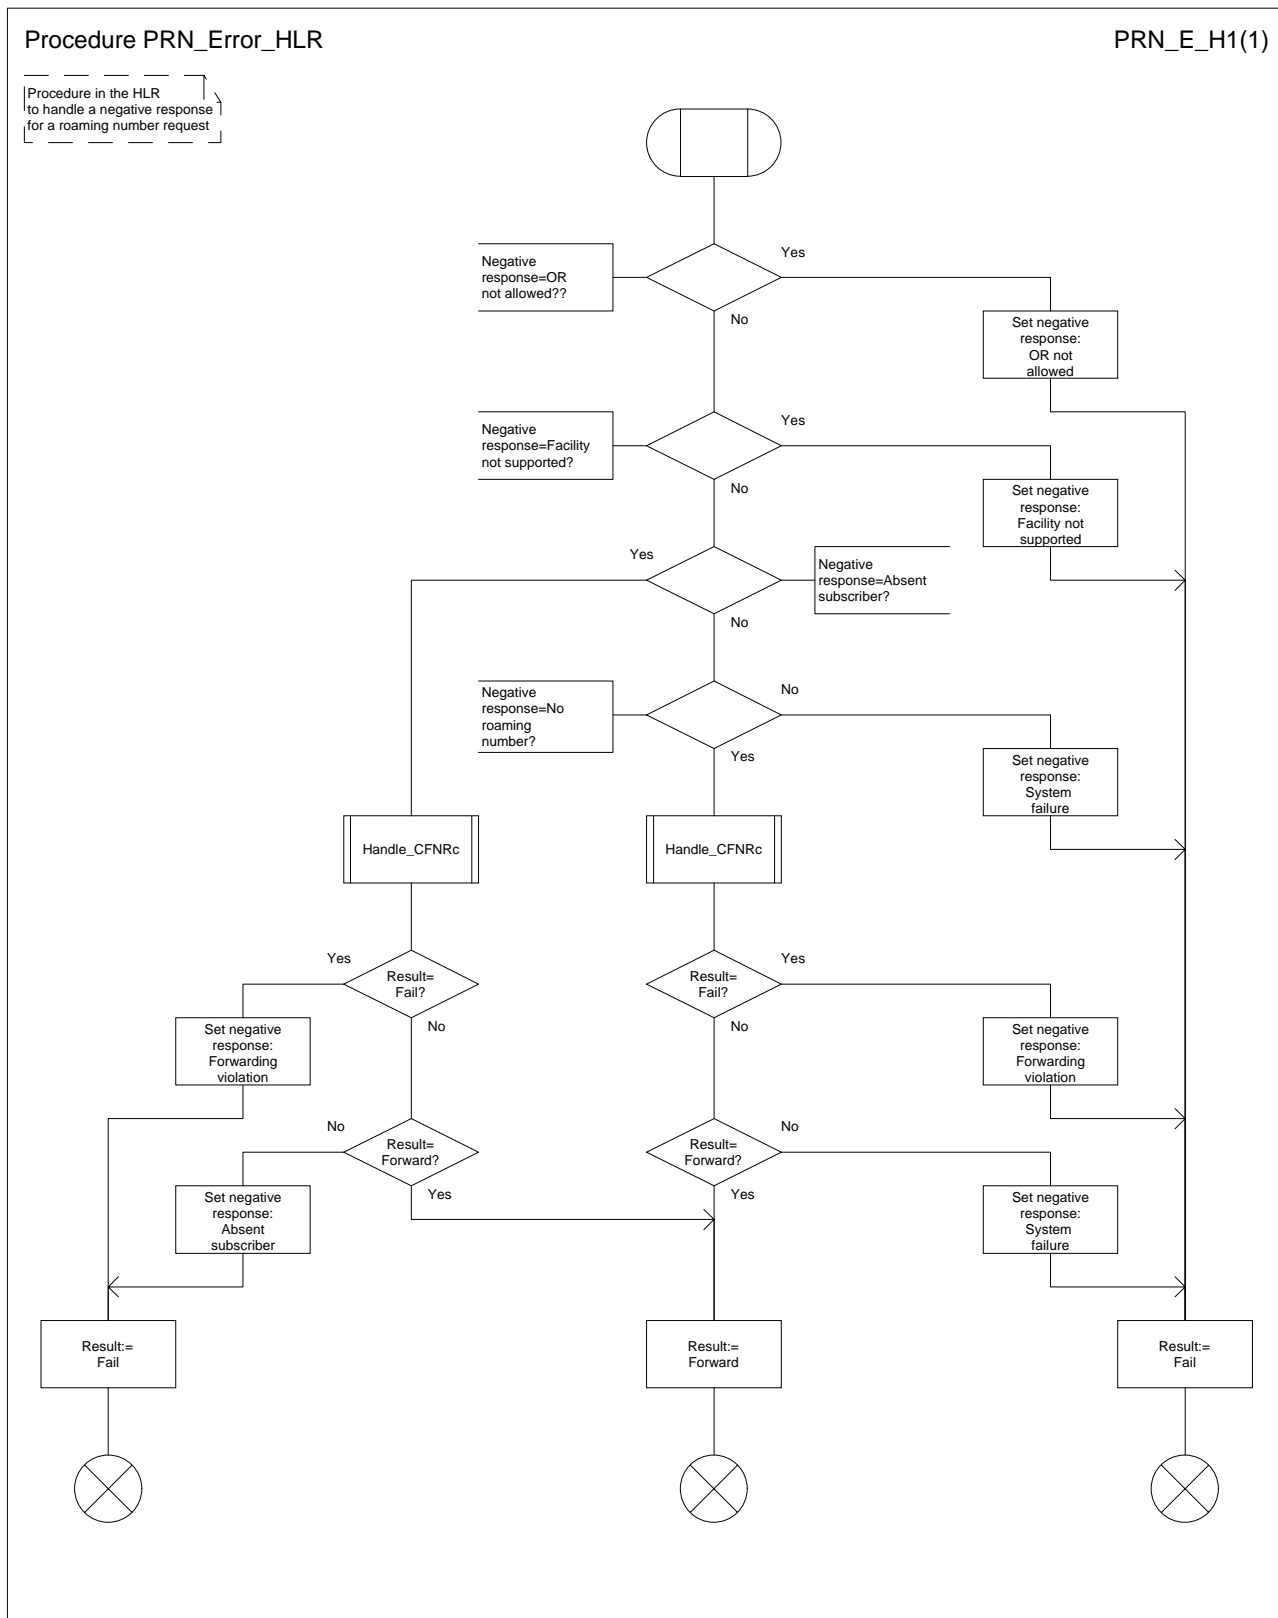 Procedure PRN_Error_HLR
PRN_E_H1(1)
Procedure in the HLR
to handle a negative response
for a roaming number request
Yes
Negative
response=OR
not allowed??
No
Set negative
response:
OR not
allowed
Yes
Negative
response=Facility
not supported?
No
Set negative
response:
Facility not
supported
Yes
Negative
response=Absent
subscriber?
No
Negative
response=No
roaming
number?
No
Yes
Set negative
response:
System
failure
Handle_CFNRc
Handle_CFNRc
Yes
Result=
Fail?
No
Result=
Fail?
Yes
No
Set negative
response:
Forwarding
violation
Set negative
response:
Forwarding
violation
No
Result=
Forward?
Yes
Result=
Forward?
No
Yes
Set negative
response:
Absent
subscriber
Set negative
response:
System
failure
Result:=
Fail
Result:=
Forward
Result:=
Fail